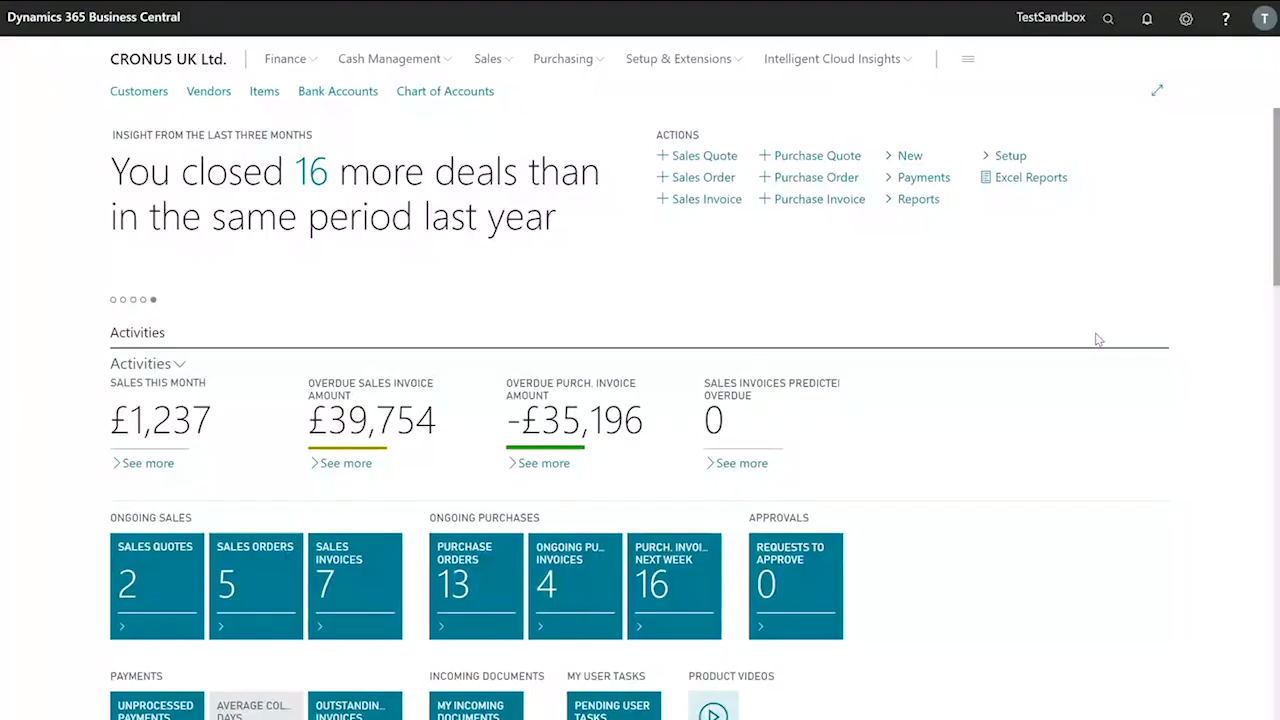 Dynamics 365 Business Central
TestSandbox
?
T
CRONUS UK Ltd.
Finance
Cash Management
Sales
Purchasing
Setup & Extensions
Intelligent Cloud Insights
Customers
Vendors
Items
Bank Accounts
Chart of Accounts
INSIGHT FROM THE LAST THREE MONTHS
You closed 16 more deals than
in the same period last year
ACTIONS
+ Sales Quote
+ Purchase Quote
> New
> Setup
+ Sales Order
+ Purchase Order
> Payments
Excel Reports
+ Sales Invoice
+ Purchase Invoice
> Reports
Activities
Activities
SALES THIS MONTH
£1,237
> See more
OVERDUE SALES INVOICE
AMOUNT
£39,754
> See more
OVERDUE PURCH. INVOICE
AMOUNT
-£35,196
> See more
SALES INVOICES PREDICTE
OVERDUE
0
> See more
ONGOING SALES
SALES QUOTES
2
SALES ORDERS
5
SALES
INVOICES
7
ONGOING PURCHASES
PURCHASE
ORDERS
13
ONGOING PU...
INVOICES
4
PURCH. INVOI...
NEXT WEEK
16
APPROVALS
REQUESTS TO
APPROVE
0
PAYMENTS
UNPROCESSED
PAYMENTS
AVERAGE COL...
DAYS
OUTSTANDIN...
INVOICES
INCOMING DOCUMENTS
MY INCOMING
DOCUMENTS
MY USER TASKS
PENDING USER
TASKS
PRODUCT VIDEOS